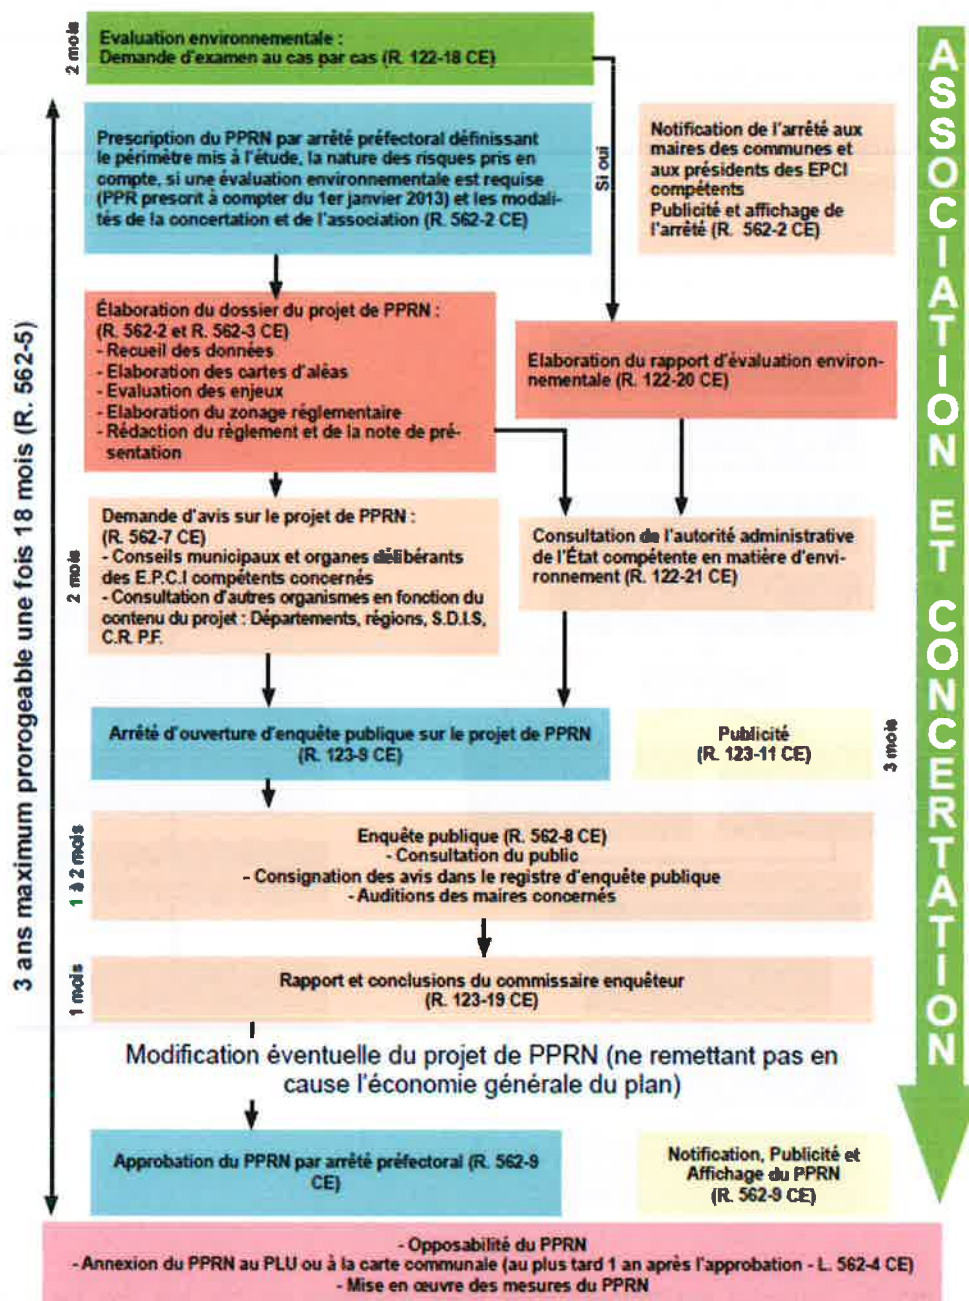 2 mois
Evaluation environnementale :
Demande d'examen au cas par cas (R. 122-18 CE)
3 ans maximum prorogeable une fois 18 mois (R. 562-5)
Prescription du PPRN par arrêté préfectoral définissant
le périmètre mis à l'étude, la nature des risques pris en
compte, si une évaluation environnementale est requise
(PPR prescrit à compter du 1er janvier 2013) et les modali-
tés de la concertation et de l'association (R. 562-2 CE)
Si oui
Notification de l'arrêté aux
maires des communes et
aux présidents des EPCI
compétents
Publicité et affichage de
l'arrêté (R. 562-2 CE)
Élaboration du dossier du projet de PPRN :
(R. 562-2 et R. 562-3 CE)
- Recueil des données
- Elaboration des cartes d'aléas
- Evaluation des enjeux
- Elaboration du zonage réglementaire
- Rédaction du règlement et de la note de pré-
sentation
Elaboration du rapport d'évaluation environ-
nementale (R. 122-20 CE)
2 mois
Demande d'avis sur le projet de PPRN :
(R. 562-7 CE)
- Conseils municipaux et organes délibérants
des E.P.C.I compétents concernés
- Consultation d'autres organismes en fonction du
contenu du projet : Départements, régions, S.D.I.S,
C.R. P.F.
Consultation de l'autorité administrative
de l'État compétente en matière d'envi-
ronnement (R. 122-21 CE)
Arrêté d'ouverture d'enquête publique sur le projet de PPRN
(R. 123-9 CE)
Publicité
(R. 123-11 CE)
3 mois
1 à 2 mois
Enquête publique (R. 562-8 CE)
- Consultation du public
- Consignation des avis dans le registre d'enquête publique
- Auditions des maires concernés
1 mois
Rapport et conclusions du commissaire enquêteur
(R. 123-19 CE)
Modification éventuelle du projet de PPRN (ne remettant pas en
cause l'économie générale du plan)
Approbation du PPRN par arrêté préfectoral (R. 562-9
CE)
Notification, Publicité et
Affichage du PPRN
(R. 562-9 CE)
- Opposabilité du PPRN
- Annexion du PPRN au PLU ou à la carte communale (au plus tard 1 an après l'approbation - L. 562-4 CE)
- Mise en œuvre des mesures du PPRN
ASSOCIATION ET CONCERTATION